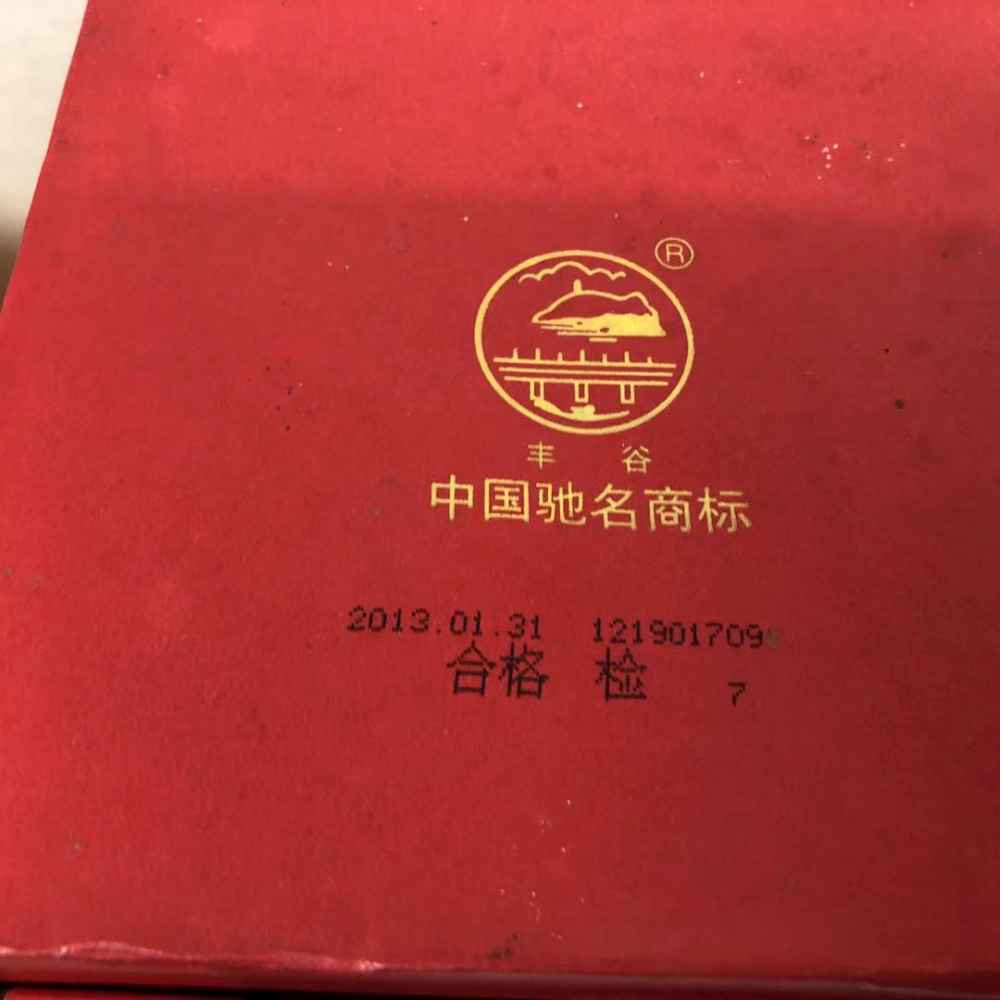 ®
丰 谷
中国驰名商标
2013.01.31 121901709
合格 检 7